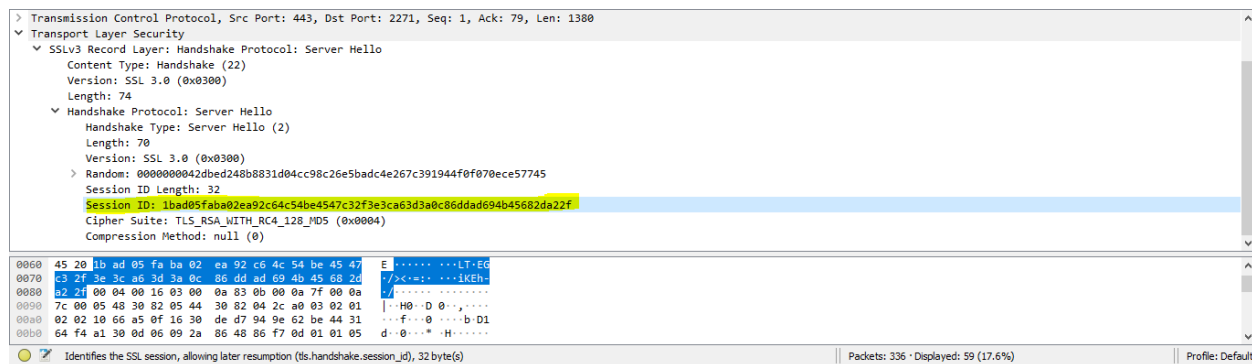 Transmission Control Protocol, Src Port: 443, Dst Port: 2271, Seq: 1, Ack: 79, Len: 1380
Transport Layer Security
SSLv3 Record Layer: Handshake Protocol: Server Hello
Content Type: Handshake (22)
Version: SSL 3.0 (0x0300)
Length: 74
Handshake Protocol: Server Hello
Handshake Type: Server Hello (2)
Length: 70
Version: SSL 3.0 (0x0300)
Random: 0000000042dbed248b8831d04cc98c26e5badc4e267c391944f0f070ece57745
Session ID Length: 32
Session ID: 1bad05faba02ea92c64c54be4547c32f3e3ca63d3a0c86ddad694b45682da22f
Cipher Suite: TLS_RSA_WITH_RC4_128_MD5 (0x0004)
Compression Method: null (0)
0060 45 20 1b ad 05 fa ba 02 ea 92 c6 4c 54 be 45 47 E ······ ···LT·EG
0070 c3 2f 3e 3c a6 3d 3a 0c 86 dd ad 69 4b 45 68 2d ·/><·=:· ···iKEh-
0080 a2 2f 00 04 00 16 03 00 0a 83 0b 00 0a 7f 00 0a ·/······ ········
0090 7c 00 05 48 30 82 05 44 30 82 04 2c a0 03 02 01 |··H0··D 0··,····
00a0 02 02 10 66 a5 0f 16 30 de d7 94 9e 62 be 44 31 ···f···0 ····b·D1
00b0 64 f4 a1 30 0d 06 09 2a 86 48 86 f7 0d 01 01 05 d··0···* ·H······
Identifies the SSL session, allowing later resumption (tls.handshake.session_id), 32 byte(s)
Packets: 336 · Displayed: 59 (17.6%)
Profile: Default